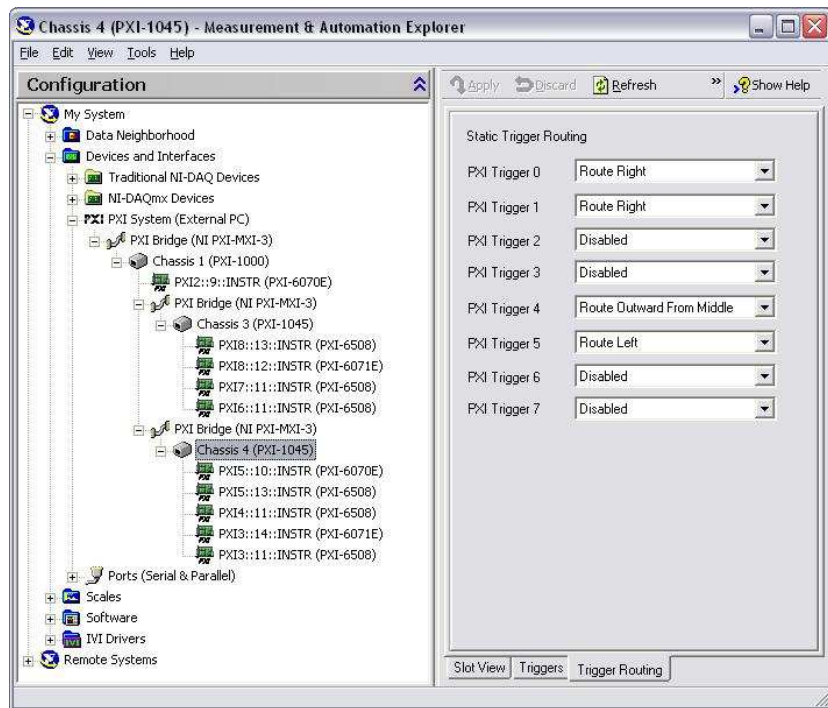 Chassis 4 (PXI-1045) - Measurement & Automation Explorer
File Edit View Tools Help
Configuration
My System
Data Neighborhood
Devices and Interfaces
Traditional NI-DAQ Devices
NI-DAQmx Devices
PXI PXI System (External PC)
PXI Bridge (NI PXI-MXI-3)
Chassis 1 (PXI-1000)
PXI2::9::INSTR (PXI-6070E)
PXI Bridge (NI PXI-MXI-3)
Chassis 3 (PXI-1045)
PXI8::13::INSTR (PXI-6508)
PXI8::12::INSTR (PXI-6071E)
PXI7::11::INSTR (PXI-6508)
PXI6::11::INSTR (PXI-6508)
PXI Bridge (NI PXI-MXI-3)
Chassis 4 (PXI-1045)
PXI5::10::INSTR (PXI-6070E)
PXI5::13::INSTR (PXI-6508)
PXI4::11::INSTR (PXI-6508)
PXI3::14::INSTR (PXI-6071E)
PXI3::11::INSTR (PXI-6508)
Ports (Serial & Parallel)
Scales
Software
IVI Drivers
Remote Systems
Apply Discard Refresh » Show Help
Static Trigger Routing
PXI Trigger 0 Route Right
PXI Trigger 1 Route Right
PXI Trigger 2 Disabled
PXI Trigger 3 Disabled
PXI Trigger 4 Route Outward From Middle
PXI Trigger 5 Route Left
PXI Trigger 6 Disabled
PXI Trigger 7 Disabled
Slot View Triggers Trigger Routing